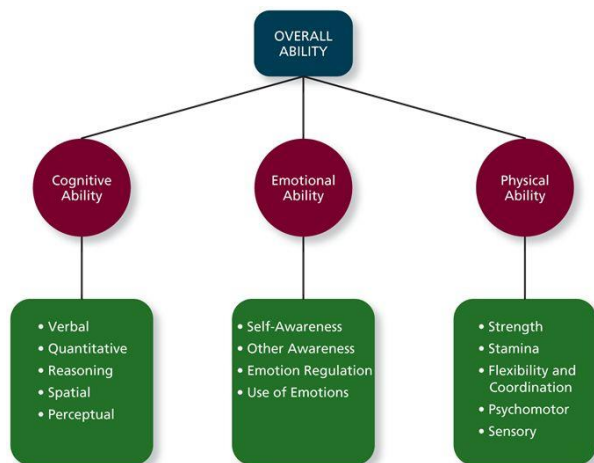 OVERALL
ABILITY
Cognitive
Ability
Emotional
Ability
Physical
Ability
• Verbal
• Quantitative
• Reasoning
• Spatial
• Perceptual
• Self-Awareness
• Other Awareness
• Emotion Regulation
• Use of Emotions
• Strength
• Stamina
• Flexibility and
Coordination
• Psychomotor
• Sensory